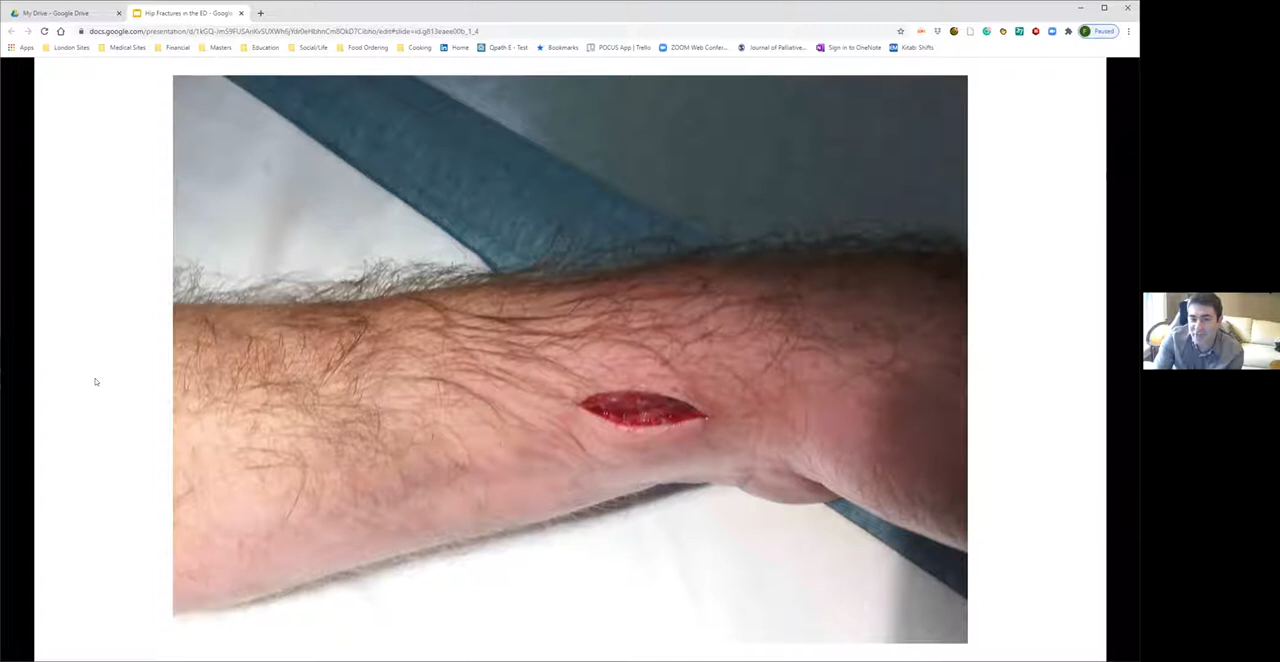 My Drive - Google Drive
Hip Fractures in the ED - Google
Apps
London Sites
Medical Sites
Financial
Masters
Education
Social/Life
Food Ordering
Cooking
Home
Qpath E - Test
Bookmarks
POCUS App | Trello
ZOOM Web Confer...
Journal of Palliative...
Sign in to OneNote
Kitab: Shifts
F Paused